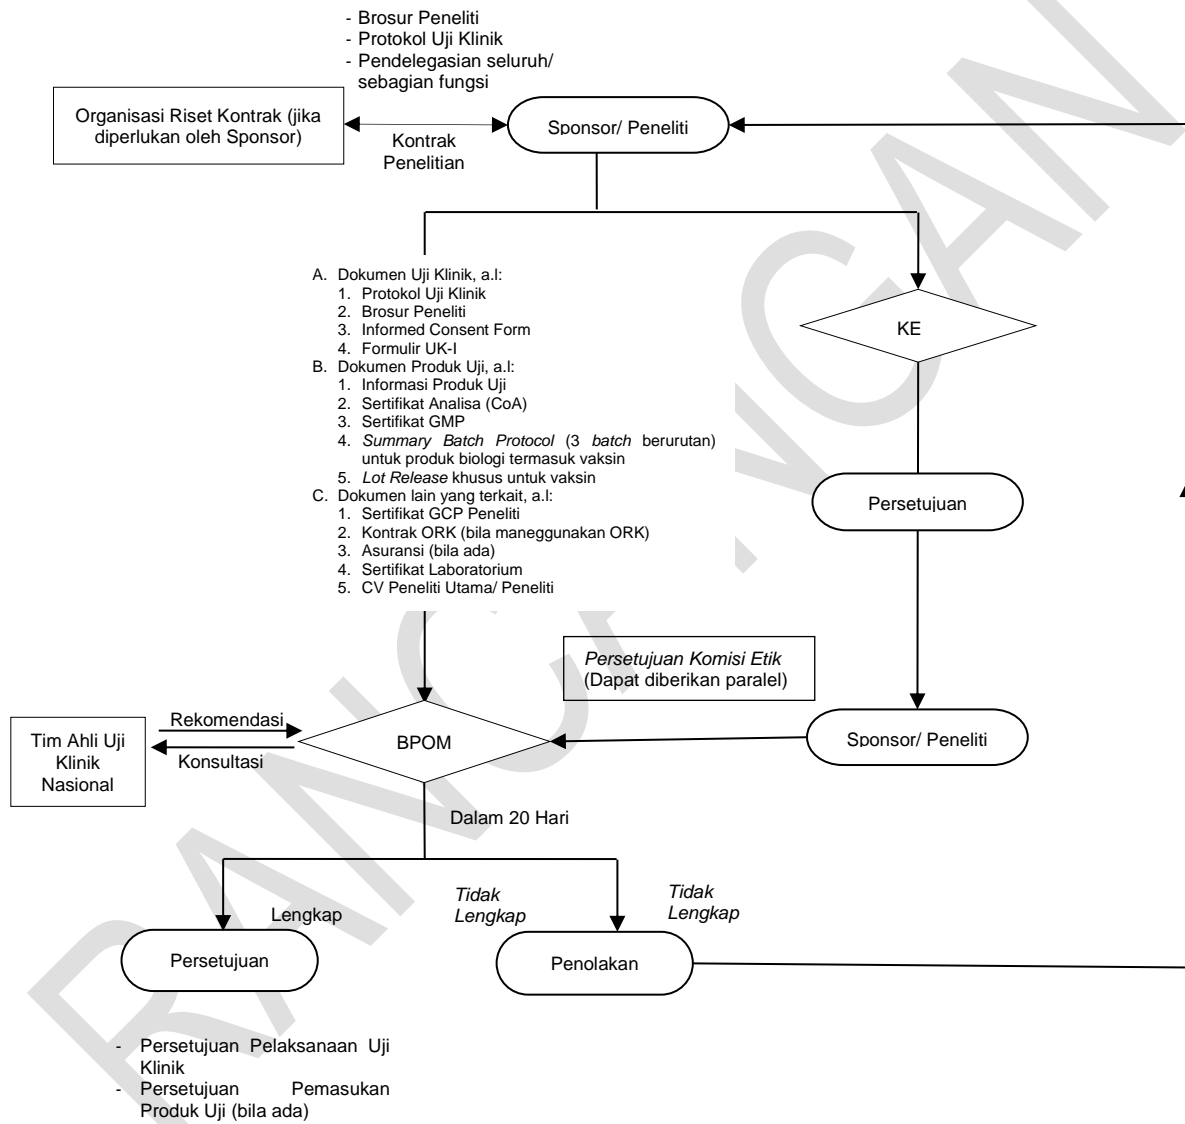 - Brosur Peneliti
- Protokol Uji Klinik
- Pendelegasian seluruh/
sebagian fungsi
Organisasi Riset Kontrak (jika
diperlukan oleh Sponsor)
Kontrak
Penelitian
Sponsor/ Peneliti
A. Dokumen Uji Klinik, a.l:
1. Protokol Uji Klinik
2. Brosur Peneliti
3. Informed Consent Form
4. Formulir UK-I
B. Dokumen Produk Uji, a.l:
1. Informasi Produk Uji
2. Sertifikat Analisa (CoA)
3. Sertifikat GMP
4. Summary Batch Protocol (3 batch berurutan)
untuk produk biologi termasuk vaksin
5. Lot Release khusus untuk vaksin
C. Dokumen lain yang terkait, a.l:
1. Sertifikat GCP Peneliti
2. Kontrak ORK (bila maneggunakan ORK)
3. Asuransi (bila ada)
4. Sertifikat Laboratorium
5. CV Peneliti Utama/ Peneliti
KE
Persetujuan
Persetujuan Komisi Etik
(Dapat diberikan paralel)
Sponsor/ Peneliti
Tim Ahli Uji
Klinik
Nasional
Rekomendasi
Konsultasi
BPOM
Dalam 20 Hari
Lengkap
Tidak
Lengkap
Tidak
Lengkap
Persetujuan
Penolakan
- Persetujuan Pelaksanaan Uji
Klinik
- Persetujuan Pemasukan
Produk Uji (bila ada)
RANCANGAN